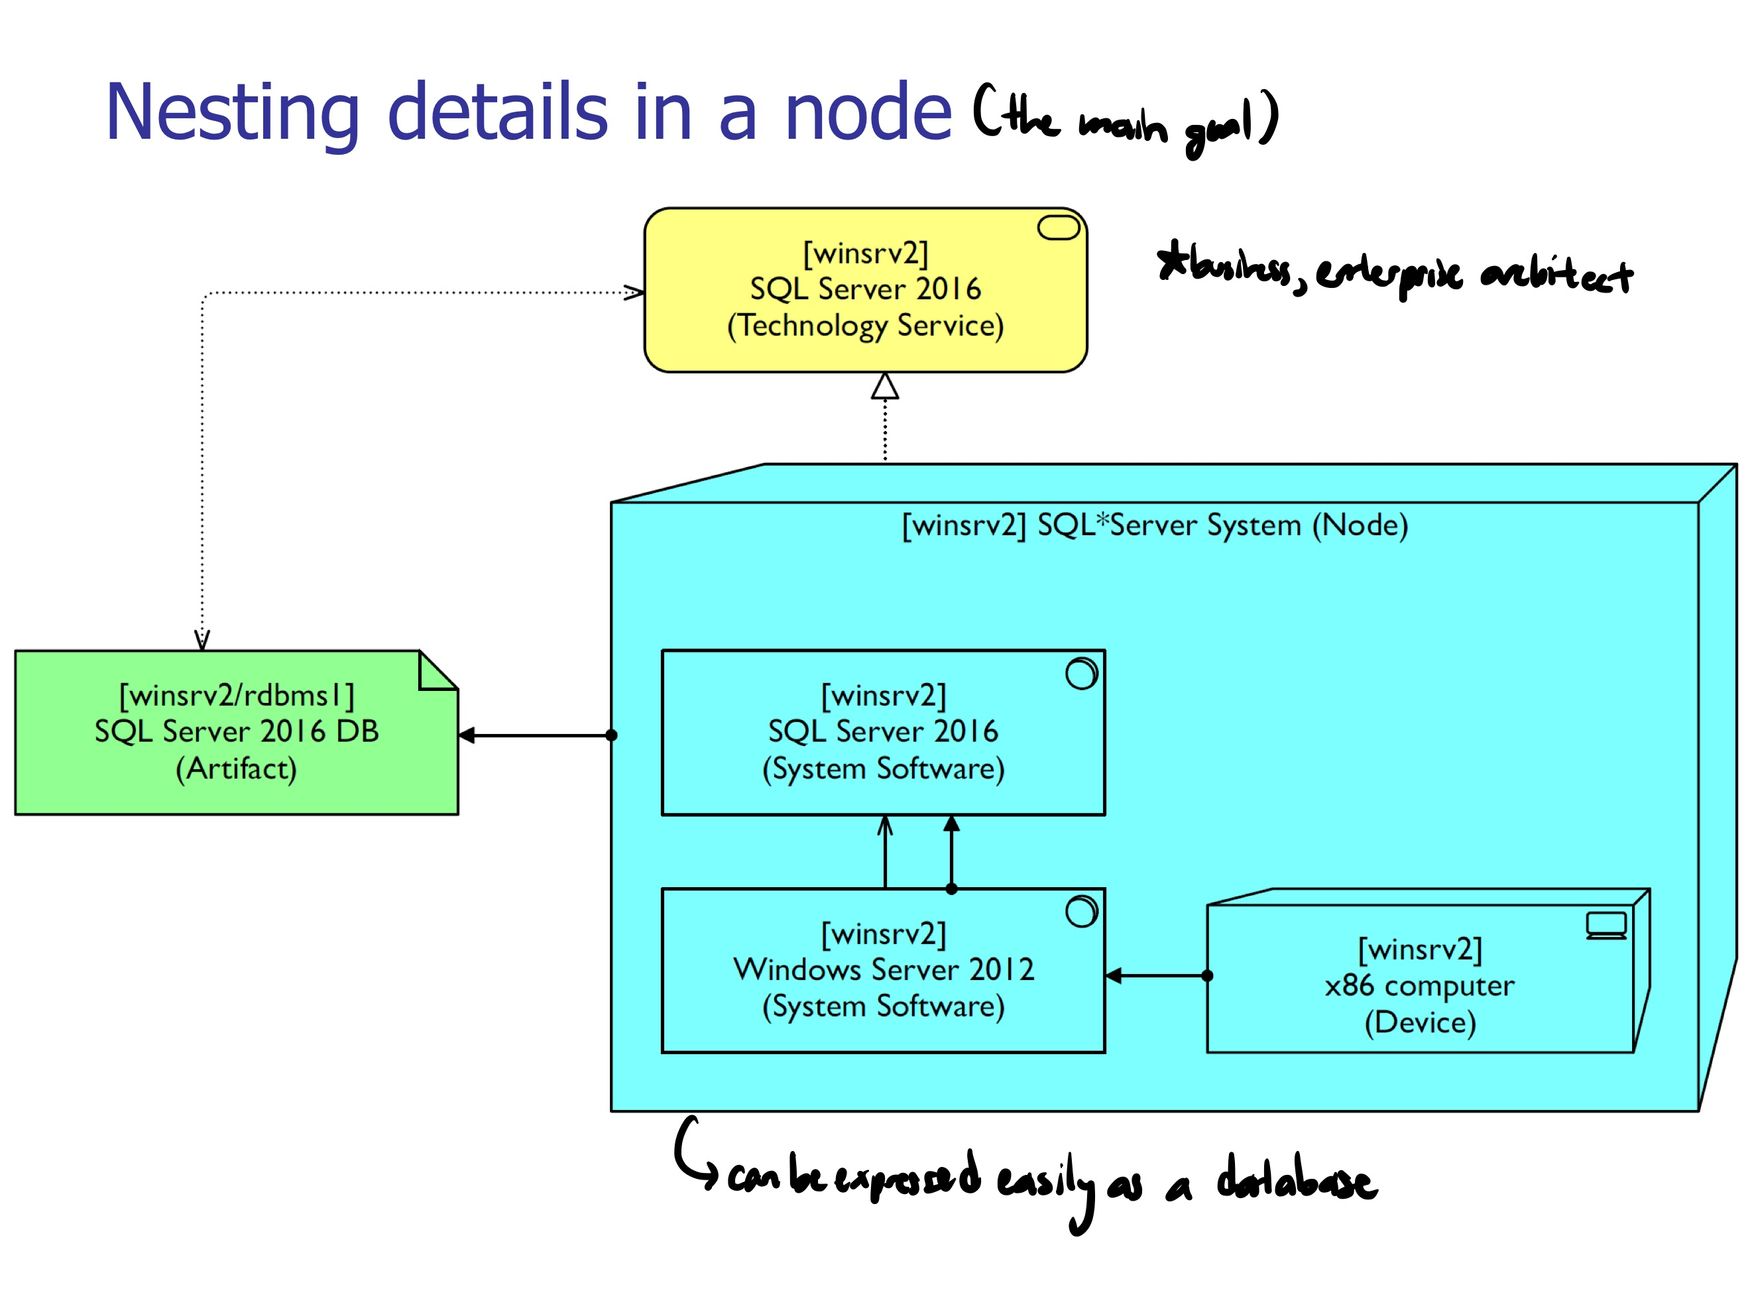 Nesting details in a node (the main goal)
[winsrv2]
SQL Server 2016
(Technology Service)
*business, enterprise architect
[winsrv2] SQL*Server System (Node)
[winsrv2/rdbms1]
SQL Server 2016 DB
(Artifact)
[winsrv2]
SQL Server 2016
(System Software)
[winsrv2]
Windows Server 2012
(System Software)
[winsrv2]
x86 computer
(Device)
can be expressed easily as a database